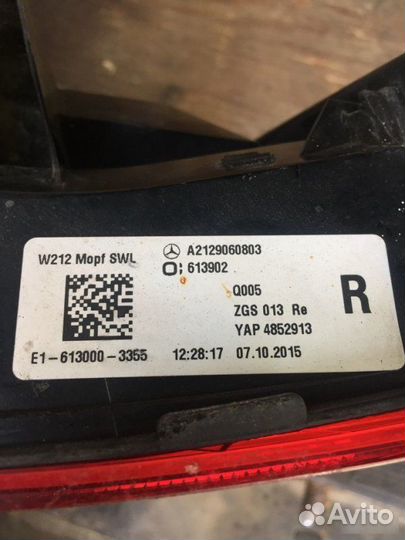 W212 Mopf SWL
A2129060803
613902
Q005
ZGS 013 Re
YAP 4852913
R
E1-613000-3355 12:28:17 07.10.2015
Avito